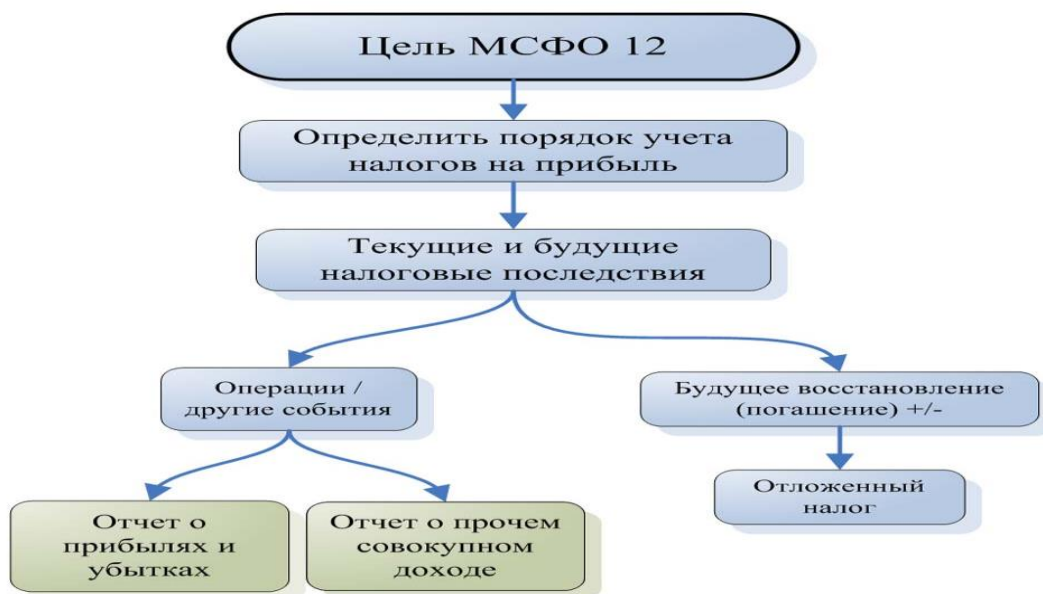 Цель МСФО 12
Определить порядок учета
налогов на прибыль
Текущие и будущие
налоговые последствия
Операции /
другие события
Будущее восстановление
(погашение) +/-
Отчет о
прибылях и
убытках
Отчет о прочем
совокупном
доходе
Отложенный
налог